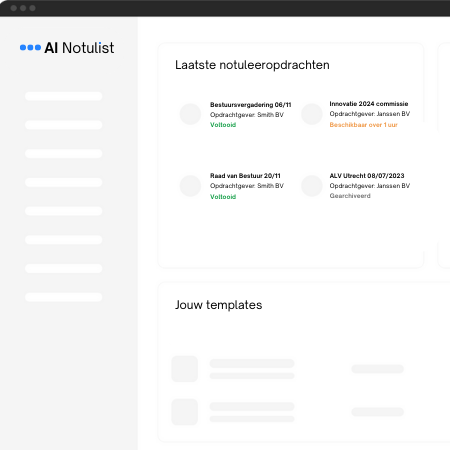 AI Notulist
Laatste notuleeropdrachten
Bestuursvergadering 06/11
Opdrachtgever: Smith BV
Voltooid
Innovatie 2024 commissie
Opdrachtgever: Janssen BV
Beschikbaar over 1 uur
Raad van Bestuur 20/11
Opdrachtgever: Smith BV
Voltooid
ALV Utrecht 08/07/2023
Opdrachtgever: Janssen BV
Gearchiveerd
Jouw templates